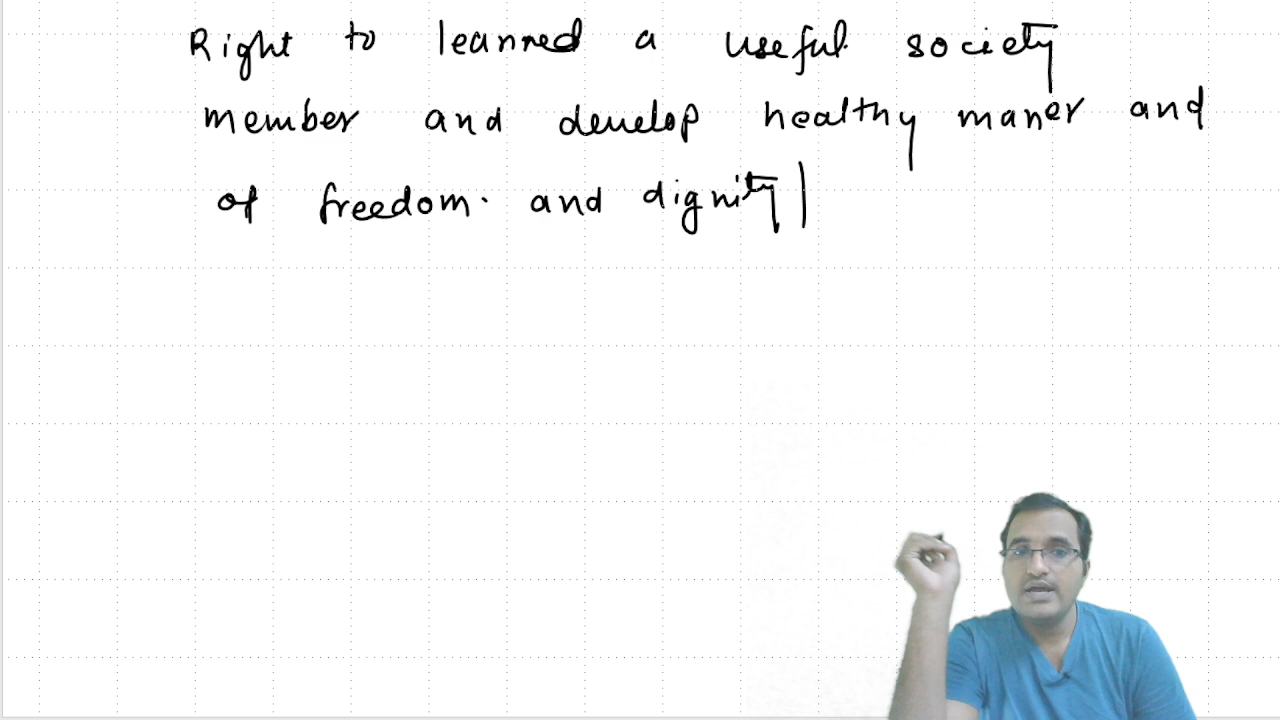 Right to learned a useful society
member and develop healthy maner and
of freedom. and dignity |